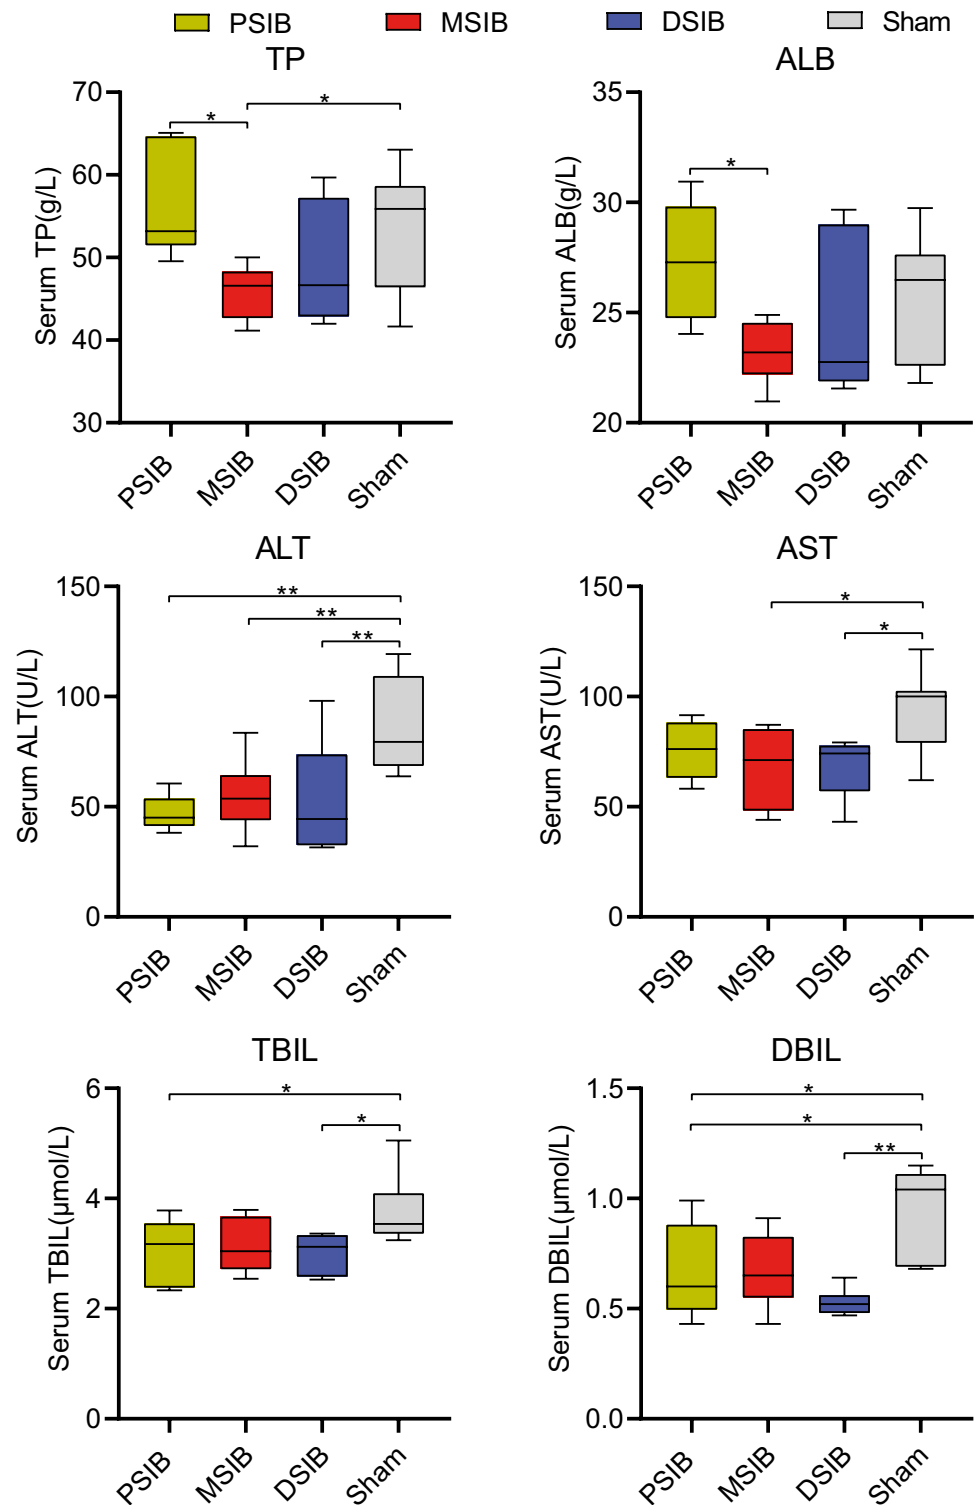 PSIB MSIB DSIB Sham
TP
Serum TP(g/L)
70
60
50
40
30
* *
PSIB MSIB DSIB Sham
ALB
Serum ALB(g/L)
35
30
25
20
*
PSIB MSIB DSIB Sham
ALT
Serum ALT(U/L)
150
100
50
0
**
**
**
PSIB MSIB DSIB Sham
AST
Serum AST(U/L)
150
100
50
0
*
*
PSIB MSIB DSIB Sham
TBIL
Serum TBIL(μmol/L)
6
4
2
0
*
*
PSIB MSIB DSIB Sham
DBIL
Serum DBIL(μmol/L)
1.5
1.0
0.5
0.0
*
*
**
PSIB MSIB DSIB Sham